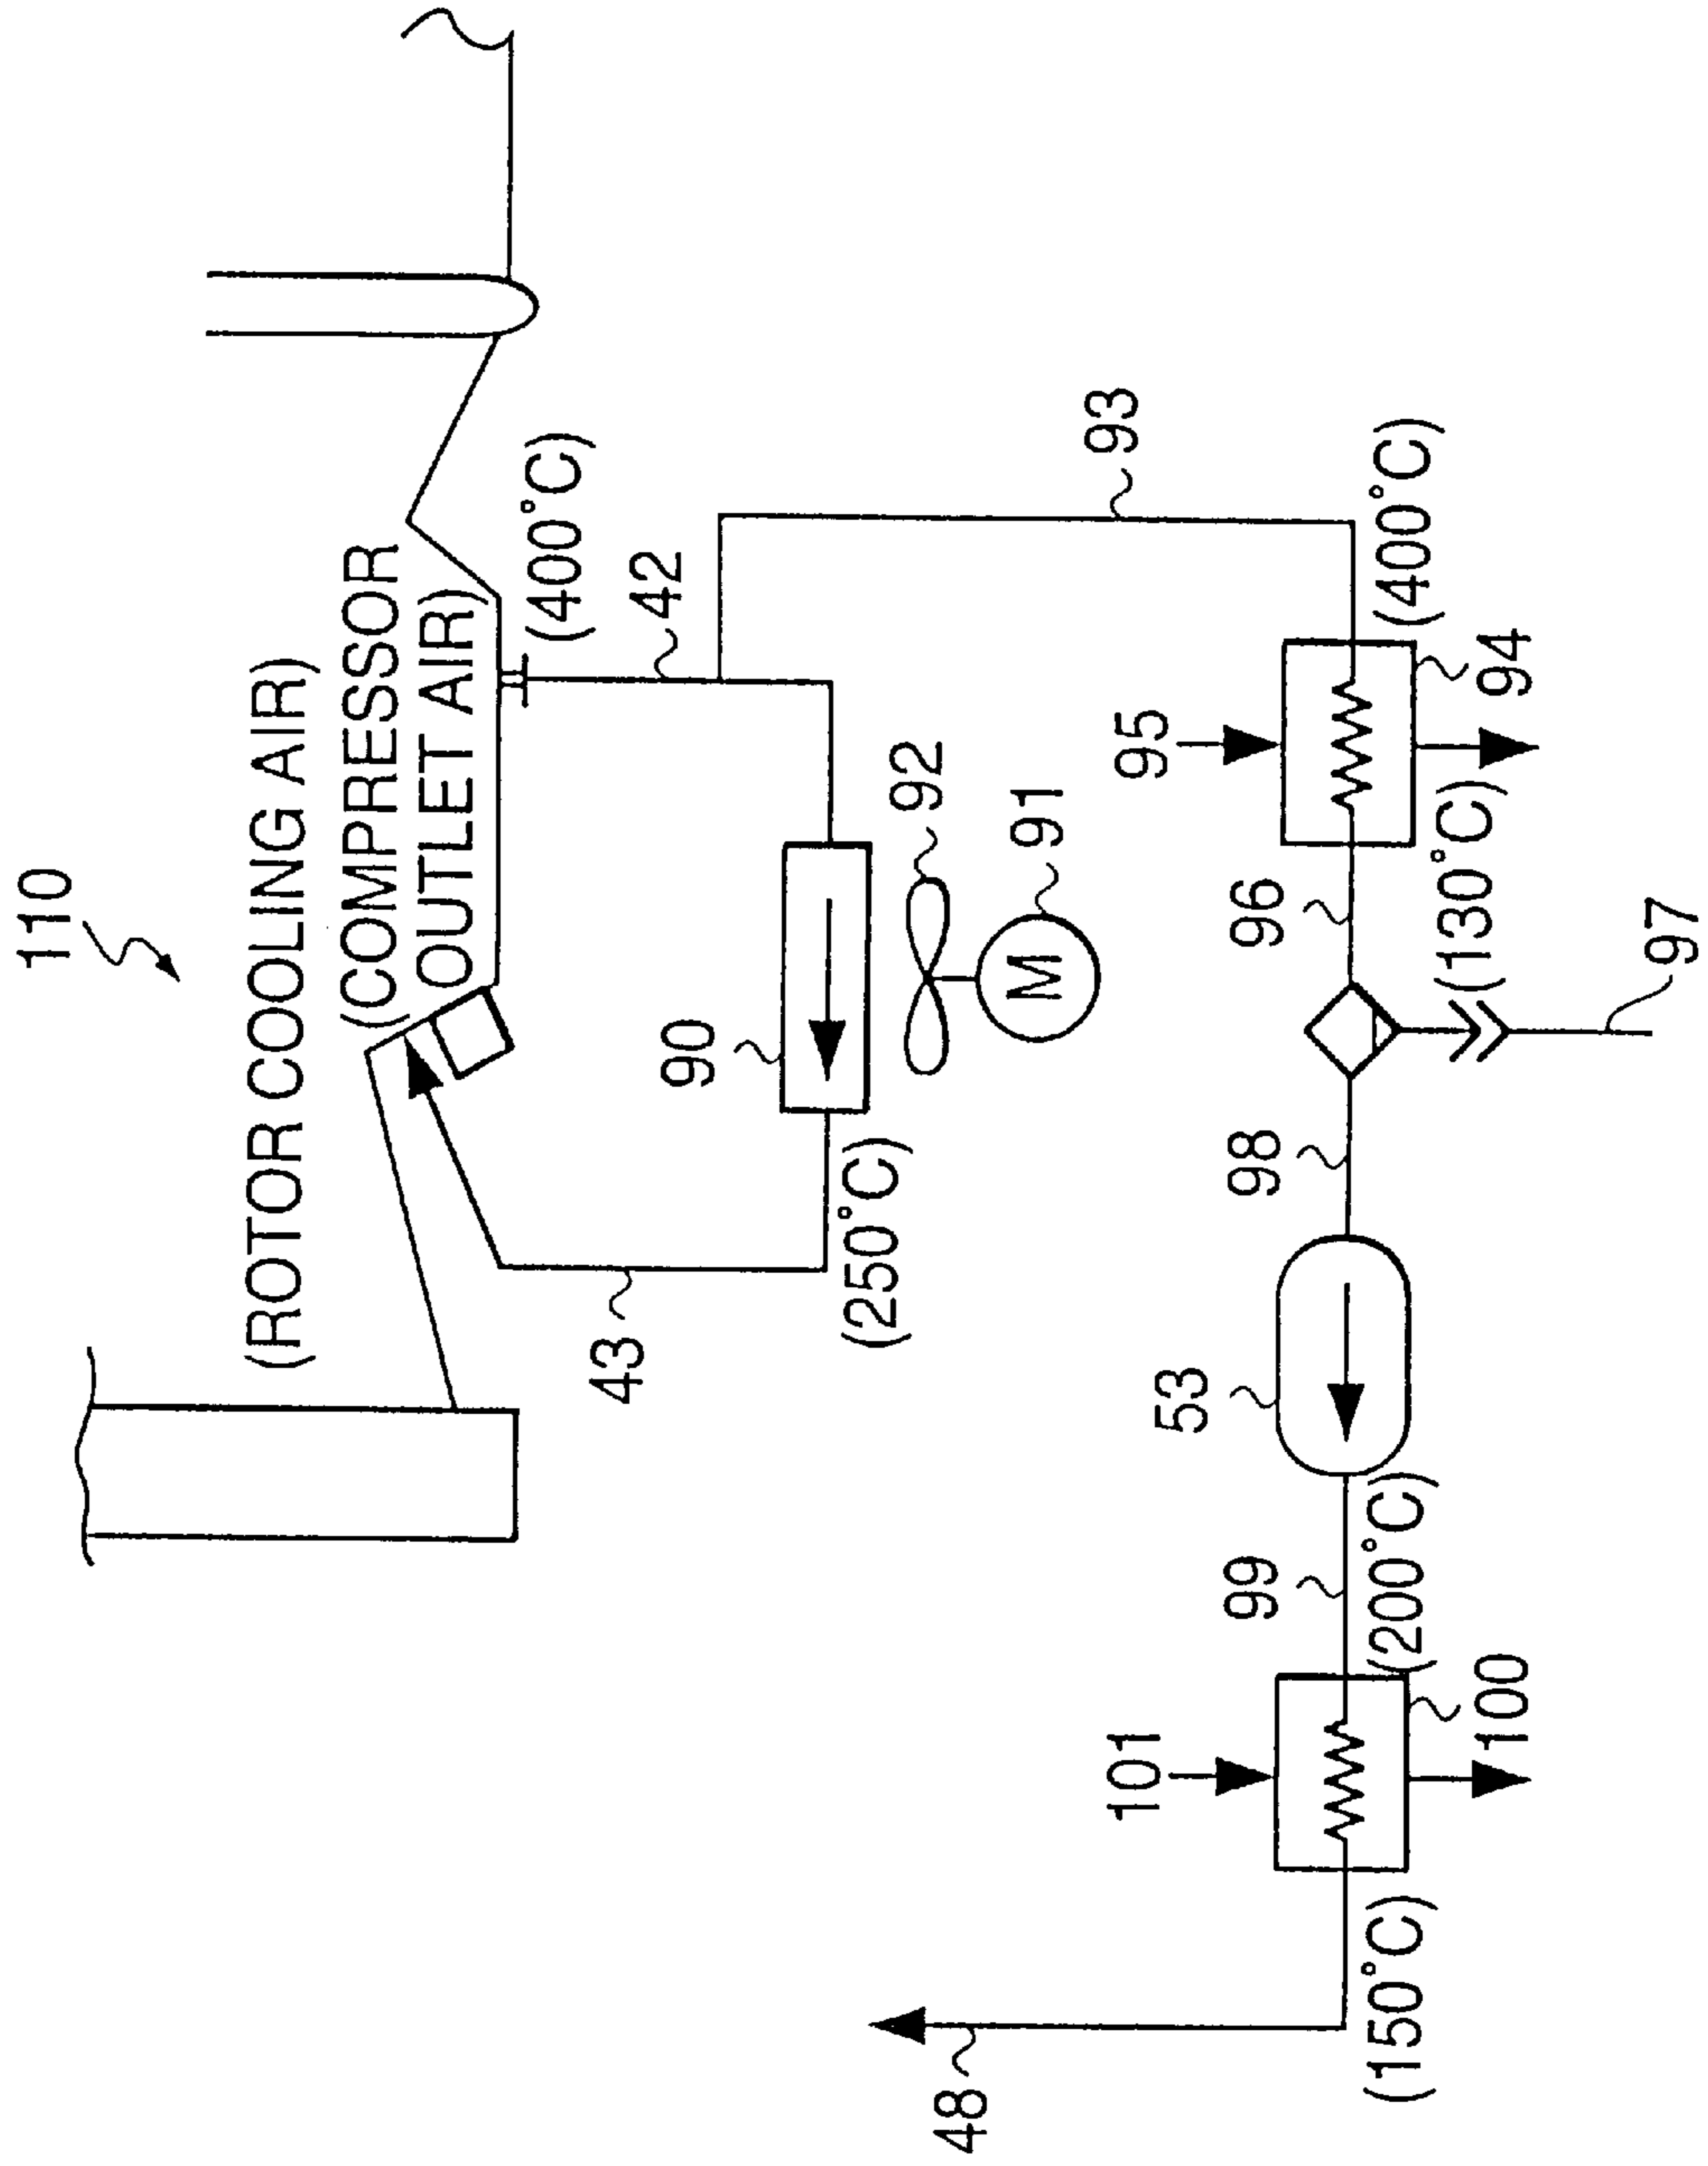 110
(ROTOR COOLING AIR)
(COMPRESSOR
OUTLET AIR)
(400°C)
42
43
90
(250°C)
92
91
M
93
95
(400°C)
94
96
(130°C)
97
98
53
99
(200°C)
101
100
(150°C)
48